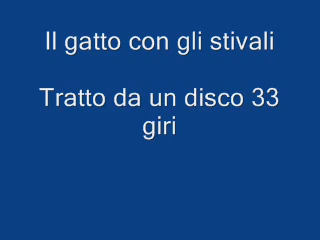 Il gatto con gli stivali
Tratto da un disco 33
giri